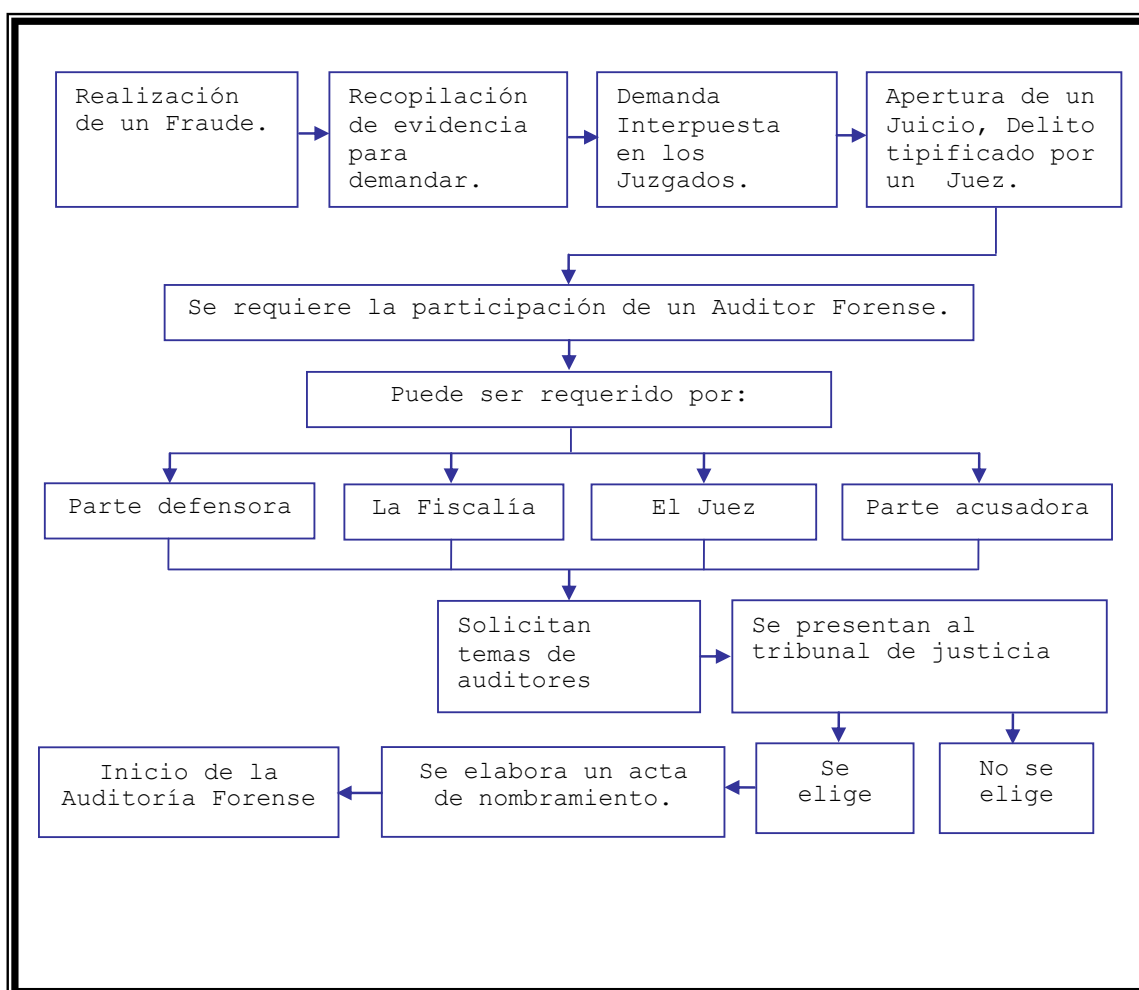 Realización
de un Fraude.
Recopilación
de evidencia
para
demandar.
Demanda
Interpuesta
en los
Juzgados.
Apertura de un
Juicio, Delito
tipificado por
un Juez.
Se requiere la participación de un Auditor Forense.
Puede ser requerido por:
Parte defensora
La Fiscalía
El Juez
Parte acusadora
Solicitan
temas de
auditores
Se presentan al
tribunal de justicia
Se
elige
No se
elige
Se elabora un acta
de nombramiento.
Inicio de la
Auditoría Forense